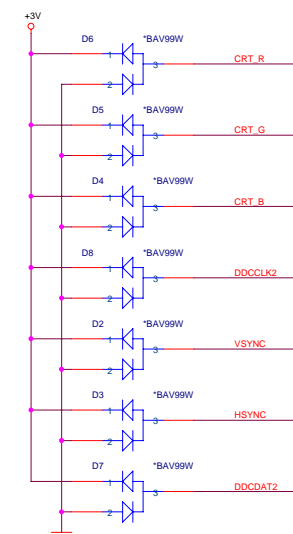 +3V
D6 *BAV99W
1
3 CRT_R
2
D5 *BAV99W
1
3 CRT_G
2
D4 *BAV99W
1
3 CRT_B
2
D8 *BAV99W
1
3 DDCCLK2
2
D2 *BAV99W
1
3 VSYNC
2
D3 *BAV99W
1
3 HSYNC
2
D7 *BAV99W
1
3 DDCDAT2
2